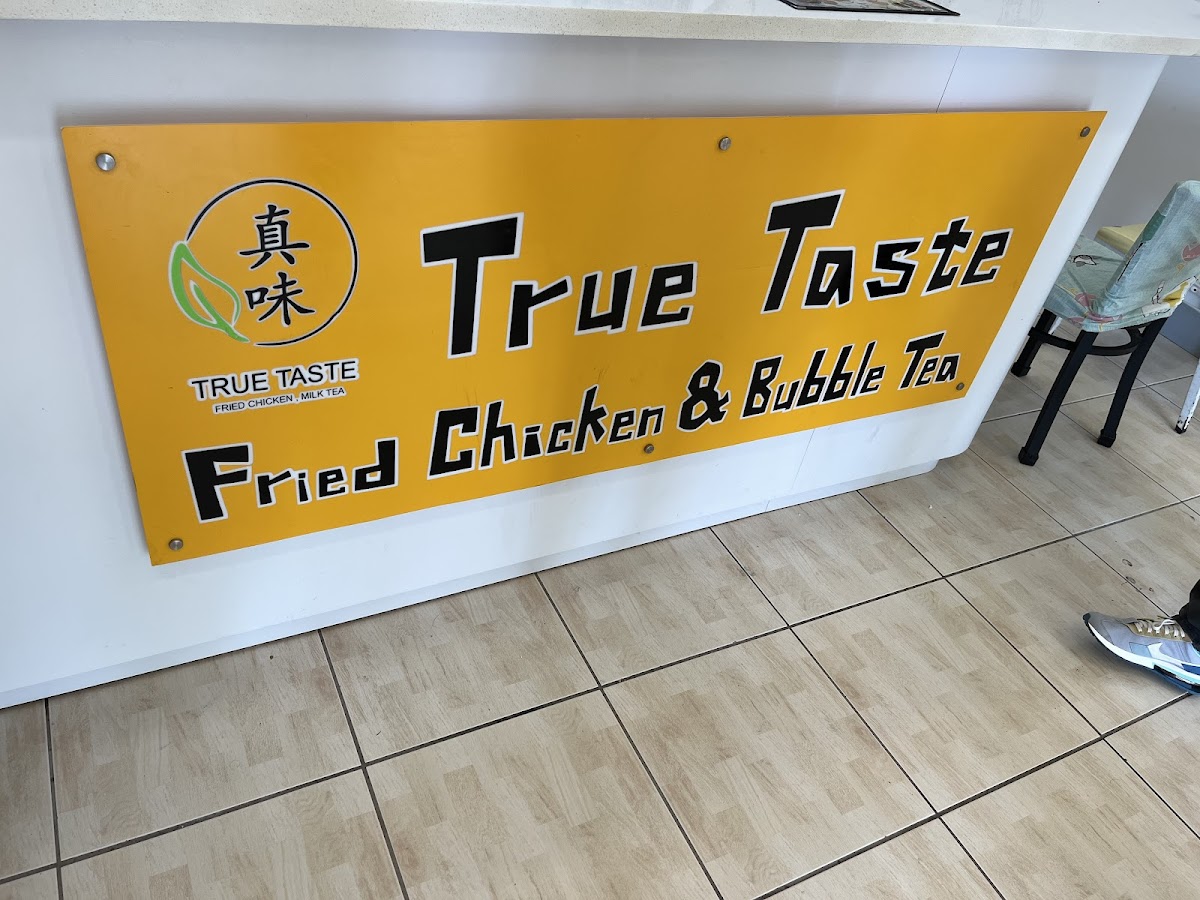 真
味
TRUE TASTE
FRIED CHICKEN , MILK TEA
True Taste
Fried Chicken & Bubble Tea